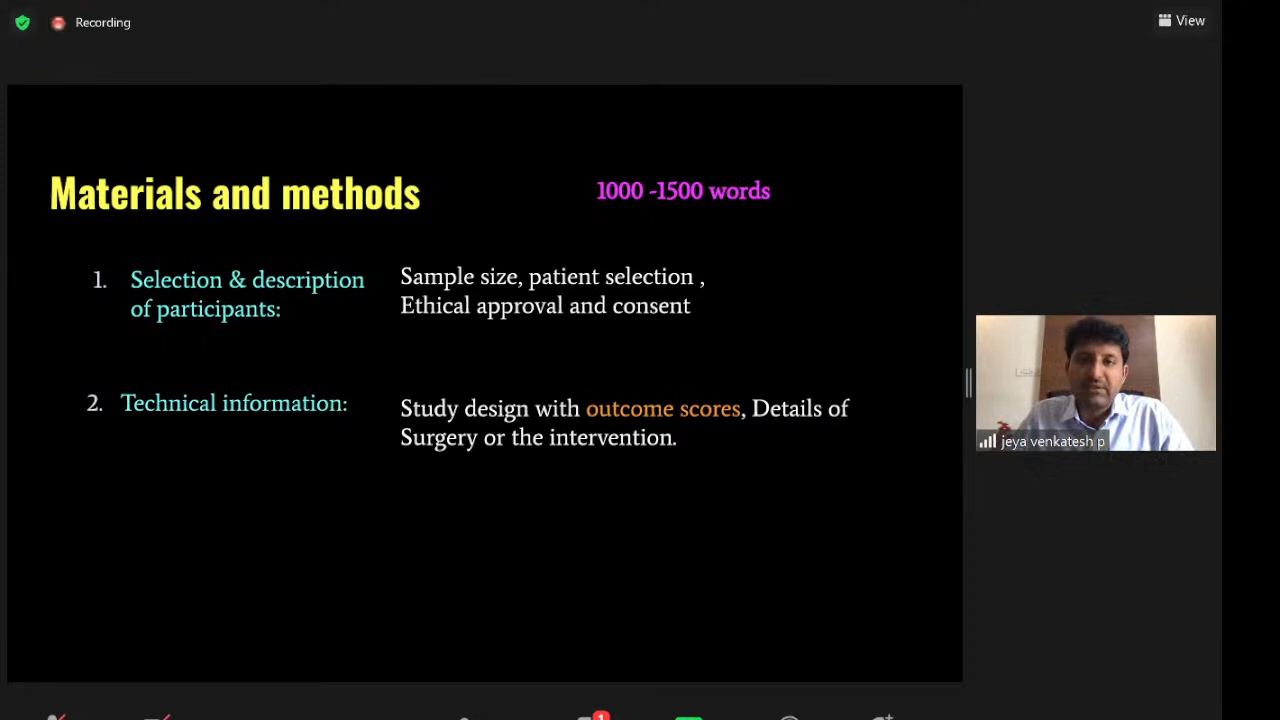 Recording
View
Materials and methods
1000 -1500 words
1. Selection & description
of participants:
Sample size, patient selection ,
Ethical approval and consent
2. Technical information:
Study design with outcome scores, Details of
Surgery or the intervention.
jeya venkatesh p
1